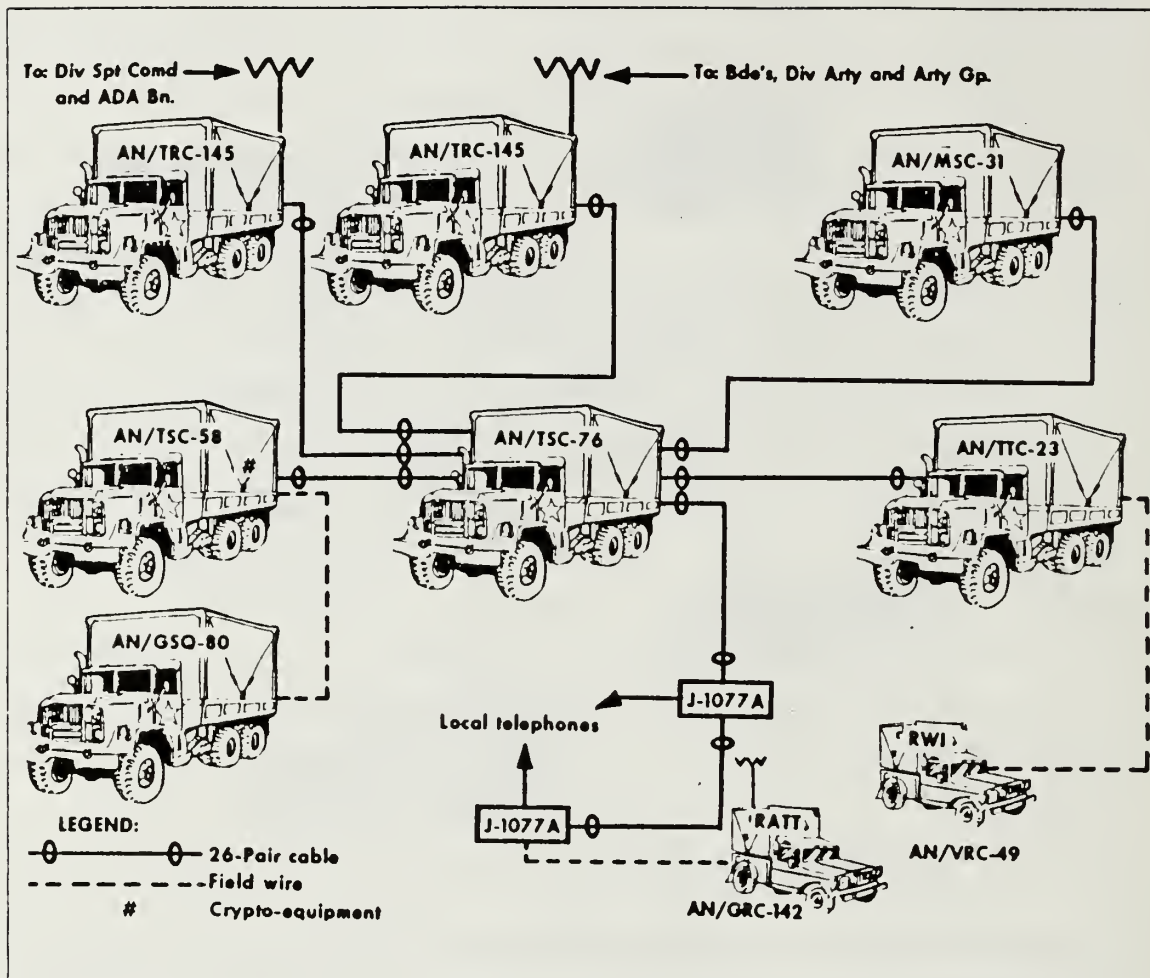 To: Div Spt Comd
and ADA Bn.
To: Bde's, Div Arty and Arty Gp.
AN/TRC-145
AN/TRC-145
AN/MSC-31
AN/TSC-58
#
AN/TSC-76
AN/TTC-23
AN/GSQ-80
J-1077A
Local telephones
RWI
J-1077A
RATT
AN/VRC-49
AN/GRC-142
LEGEND:
26-Pair cable
Field wire
# Crypto-equipment